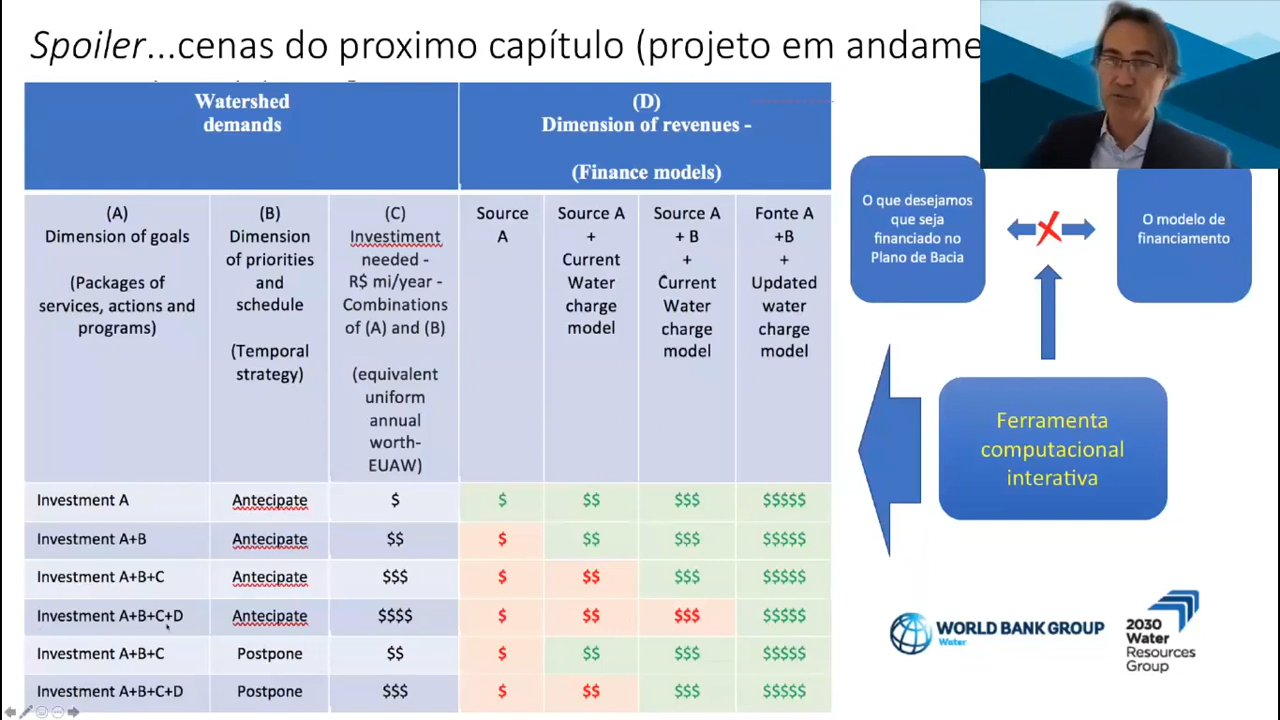 Spoiler...cenas do proximo capítulo (projeto em andame
Watershed
demands
(D)
Dimension of revenues -
(Finance models)
(A)
Dimension of goals
(Packages of
services, actions and
programs)
(B)
Dimension
of priorities
and
schedule
(Temporal
strategy)
(C)
Investiment
needed -
R$ mi/year -
Combinations
of (A) and (B)
(equivalent
uniform
annual
worth-
EUAW)
Source
A
Source A
+
Current
Water
charge
model
Source A
+ B
+
Current
Water
charge
model
Fonte A
+B
+
Updated
water
charge
model
Investment A Antecipate $ $ $$ $$$ $$$$$
Investment A+B Antecipate $$ $ $$ $$$ $$$$$
Investment A+B+C Antecipate $$$ $ $$ $$$ $$$$$
Investment A+B+C+D Antecipate $$$$ $ $$ $$$ $$$$$
Investment A+B+C Postpone $$ $ $$ $$$ $$$$$
Investment A+B+C+D Postpone $$$ $ $$ $$$ $$$$$
O que desejamos
que seja
financiado no
Plano de Bacia
O modelo de
financiamento
Ferramenta
computacional
interativa
WORLD BANK GROUP
Water
2030
Water
Resources
Group